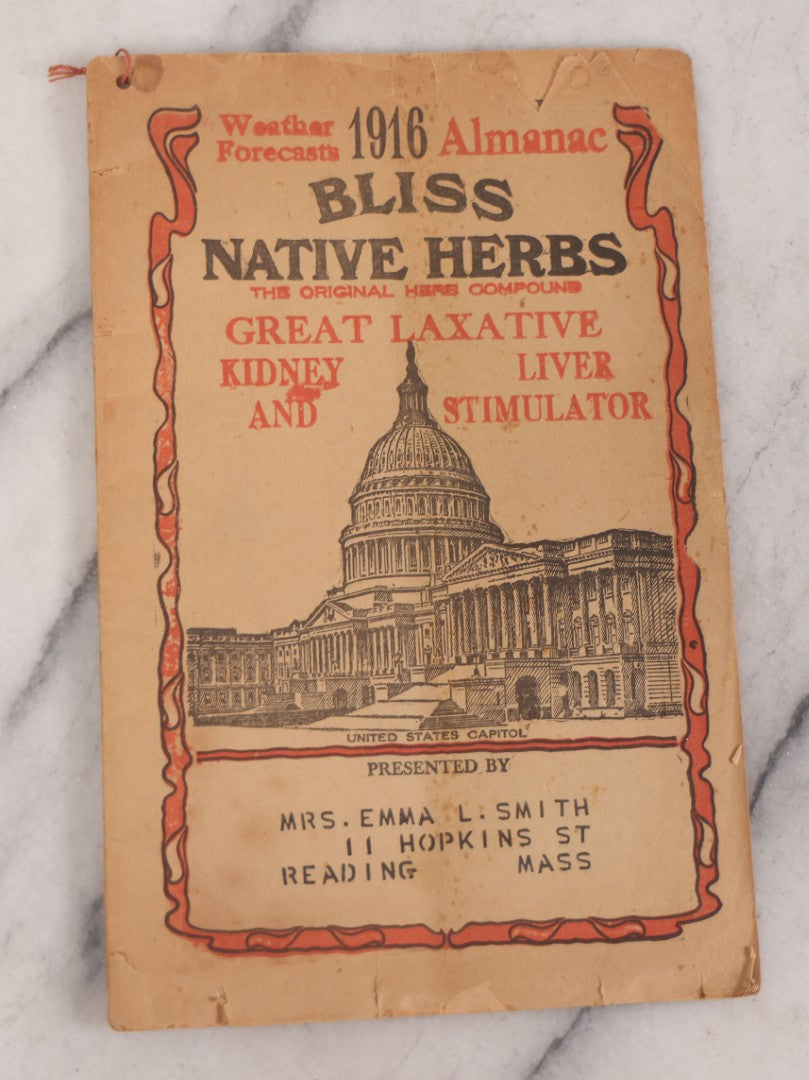 Weather 1916 Almanac
Forecasts
BLISS
NATIVE HERBS
THE ORIGINAL HERB COMPOUND
GREAT LAXATIVE
KIDNEY LIVER
AND STIMULATOR
UNITED STATES CAPITOL
PRESENTED BY
MRS. EMMA L. SMITH
11 HOPKINS ST
READING MASS